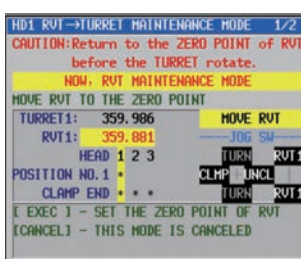 HD1 RVT→TURRET MAINTENANCE MODE 1/2
CAUTION:Return to the ZERO POINT of RVT
before the TURRET rotate.
NOW, RVT MAINTENANCE MODE
MOVE RVT TO THE ZERO POINT
TURRET1: 359.986 MOVE RVT
RVT1: 359.881 JOG SW
HEAD 1 2 3 TURN RVT1
POSITION NO.1 * CLMP UNCL
CLAMP END * * * TURN RVT1
[ EXEC ] - SET THE ZERO POINT OF RVT
[CANCEL] - THIS MODE IS CANCELED